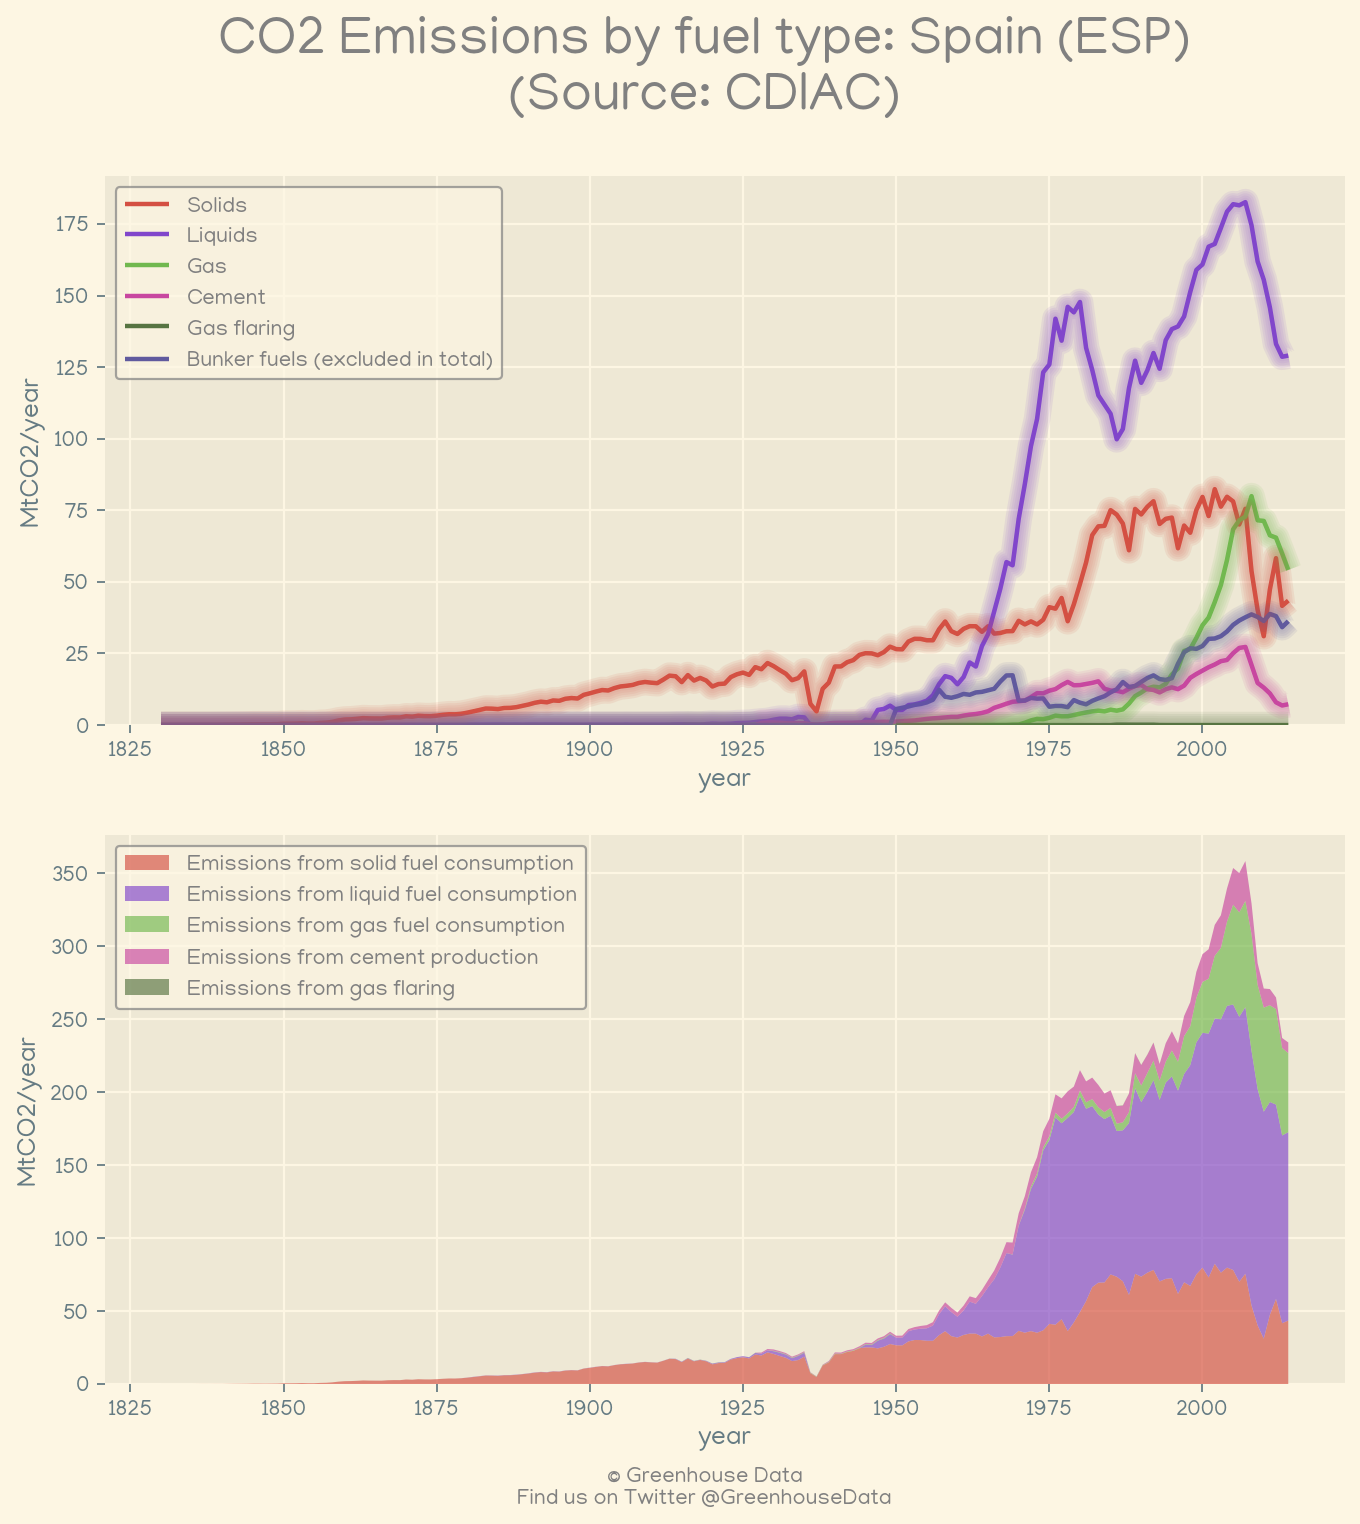 CO2 Emissions by fuel type: Spain (ESP)
(Source: CDIAC)
Solids
Liquids
Gas
Cement
Gas flaring
Bunker fuels (excluded in total)
MtCO2/year
175
150
125
100
75
50
25
0
1825 1850 1875 1900 1925 1950 1975 2000
year
Emissions from solid fuel consumption
Emissions from liquid fuel consumption
Emissions from gas fuel consumption
Emissions from cement production
Emissions from gas flaring
MtCO2/year
350
300
250
200
150
100
50
0
1825 1850 1875 1900 1925 1950 1975 2000
year
© Greenhouse Data
Find us on Twitter @GreenhouseData